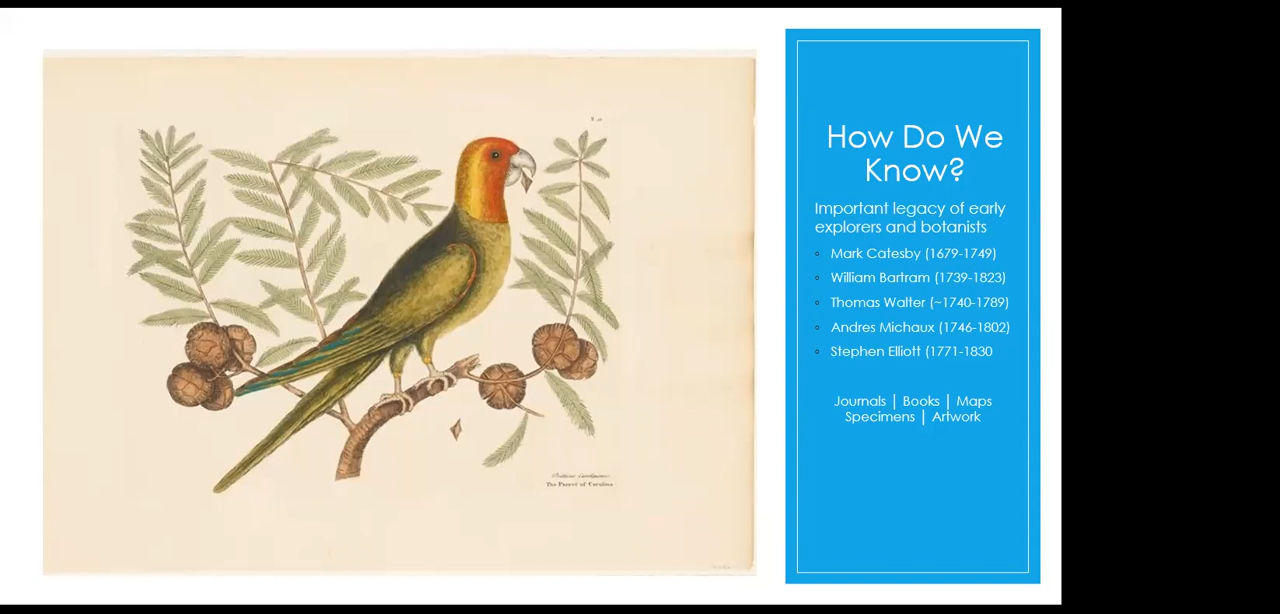 How Do We
Know?
Important legacy of early
explorers and botanists
Mark Catesby (1679-1749)
William Bartram (1739-1823)
Thomas Walter (~1740-1789)
Andres Michaux (1746-1802)
Stephen Elliott (1771-1830
Journals | Books | Maps
Specimens | Artwork
The Parrot of Carolina